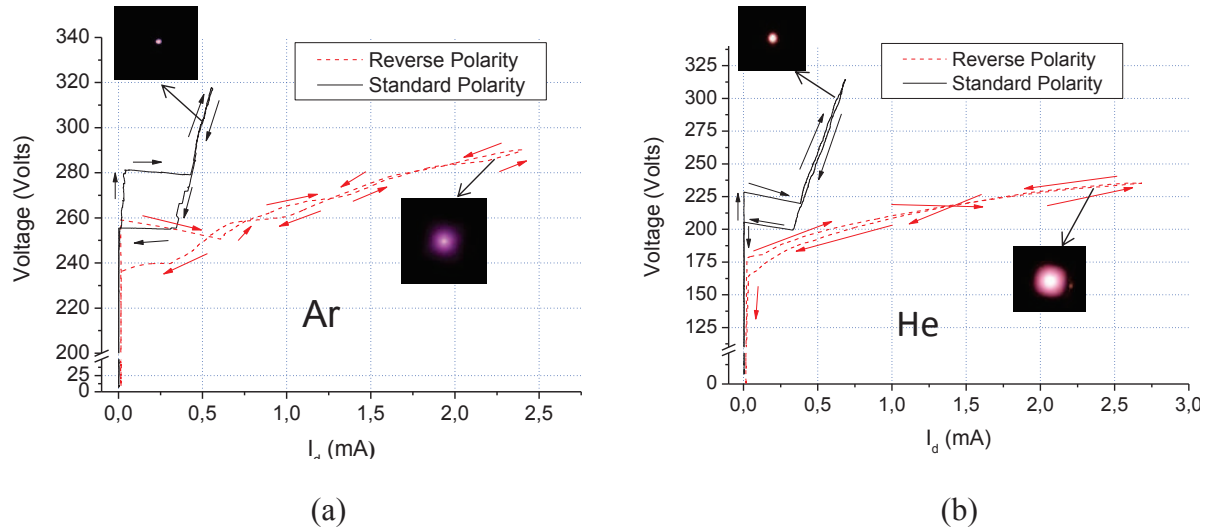 340
320
300
280
260
240
220
200
25
0
Voltage (Volts)
Reverse Polarity
Standard Polarity
Ar
0,0 0,5 1,0 1,5 2,0 2,5
I_d (mA)
(a)
325
300
275
250
225
200
175
150
125
0
Voltage (Volts)
Reverse Polarity
Standard Polarity
He
0,0 0,5 1,0 1,5 2,0 2,5 3,0
I_d (mA)
(b)